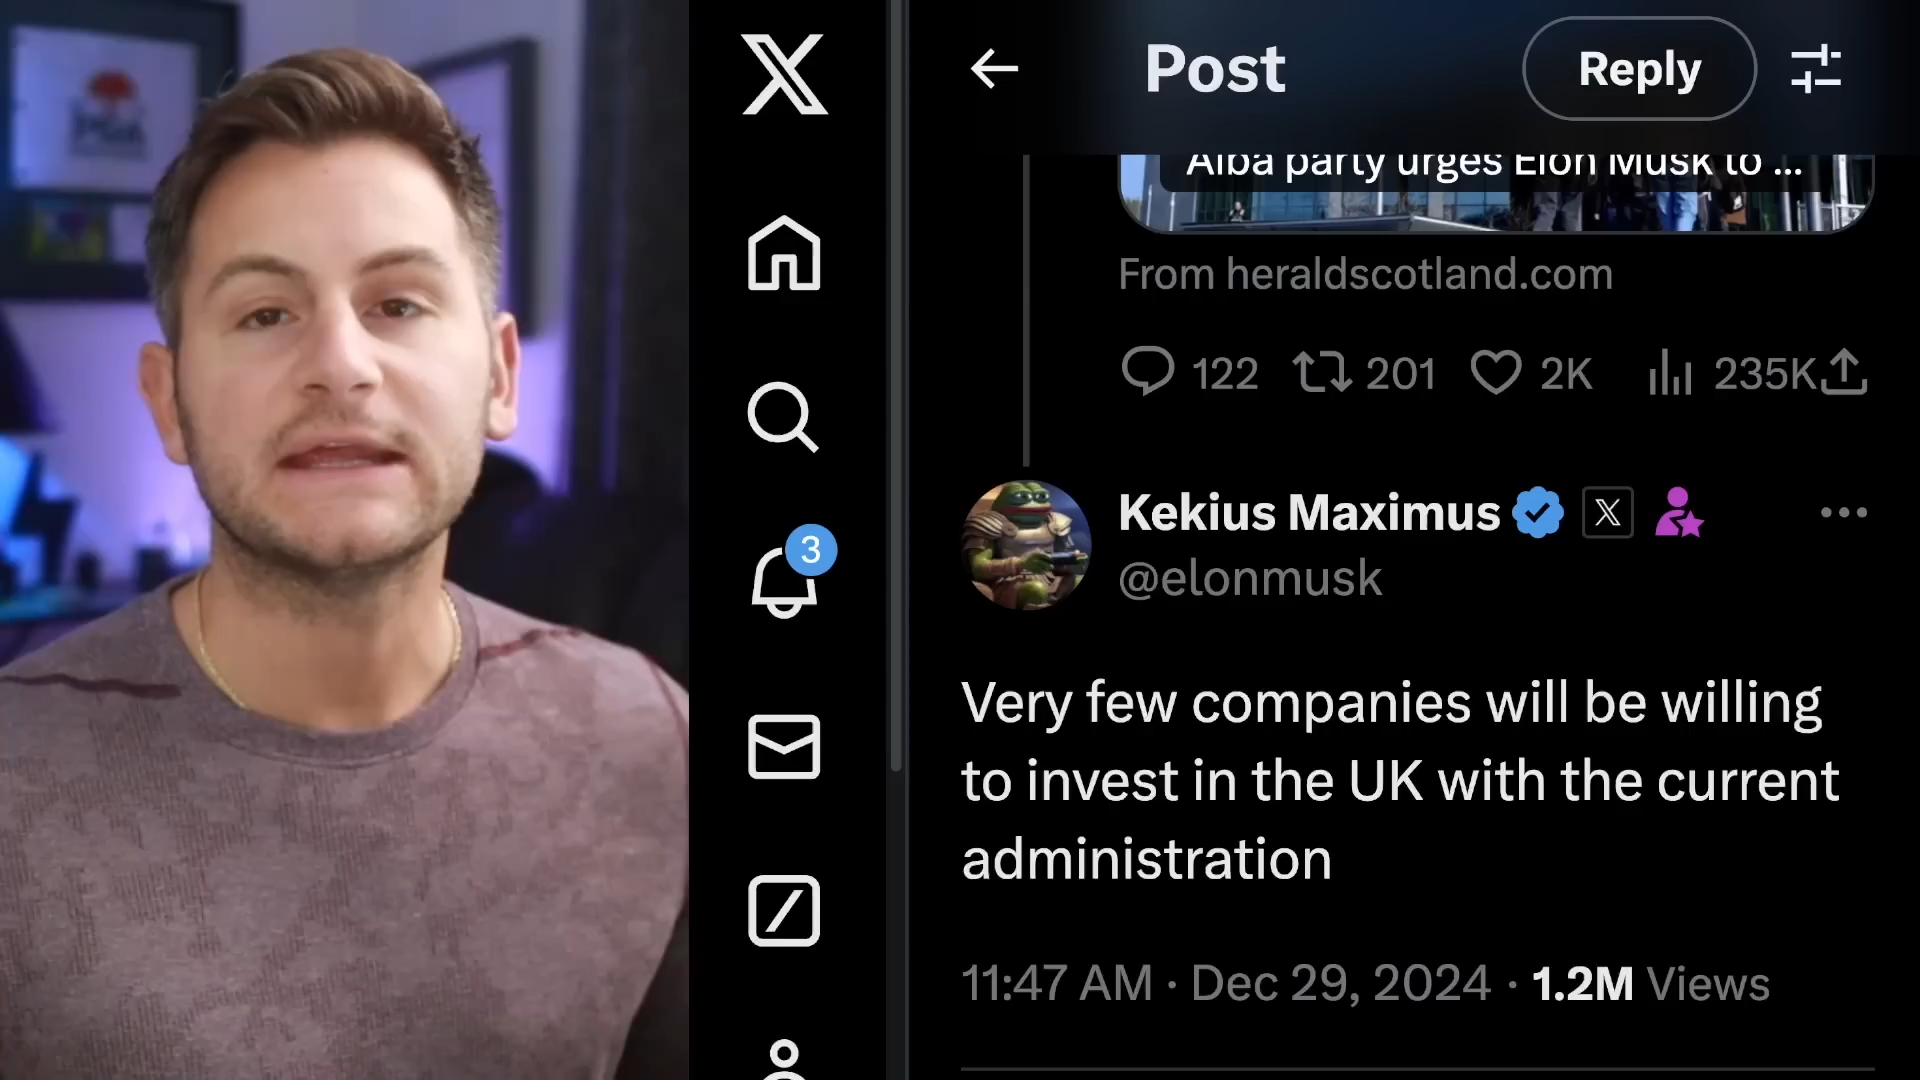 Post
Reply
Alba party urges Elon Musk to ...
From heraldscotland.com
122
201
2K
235K
3
Kekius Maximus
@elonmusk
Very few companies will be willing
to invest in the UK with the current
administration
11:47 AM · Dec 29, 2024 · 1.2M Views